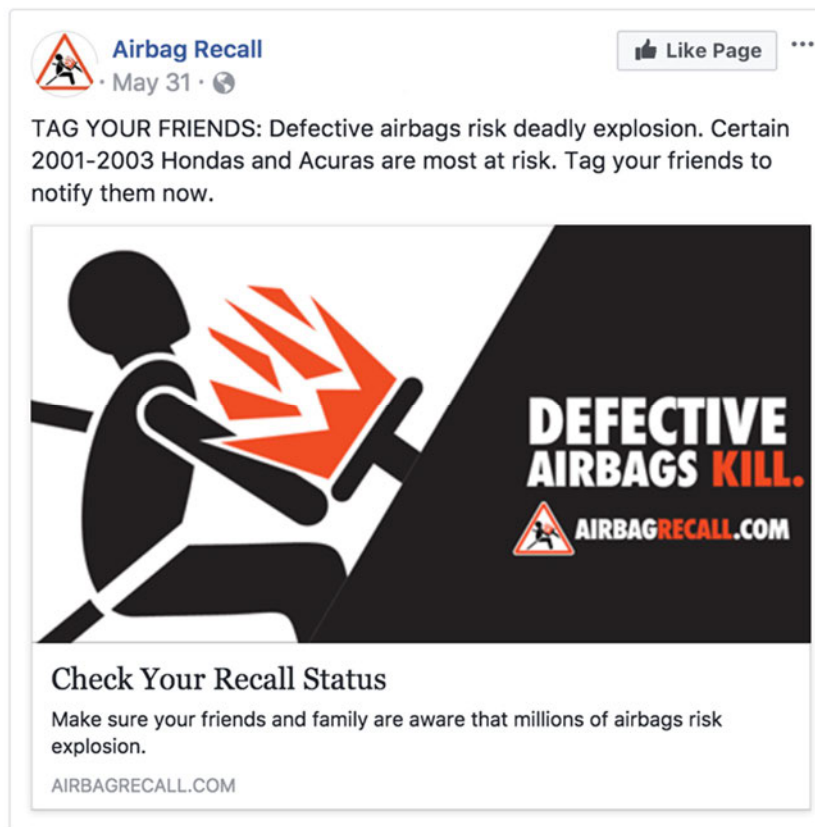 Airbag Recall
Like Page
May 31
TAG YOUR FRIENDS: Defective airbags risk deadly explosion. Certain
2001-2003 Hondas and Acuras are most at risk. Tag your friends to
notify them now.
DEFECTIVE
AIRBAGS KILL.
AIRBAGRECALL.COM
Check Your Recall Status
Make sure your friends and family are aware that millions of airbags risk
explosion.
AIRBAGRECALL.COM